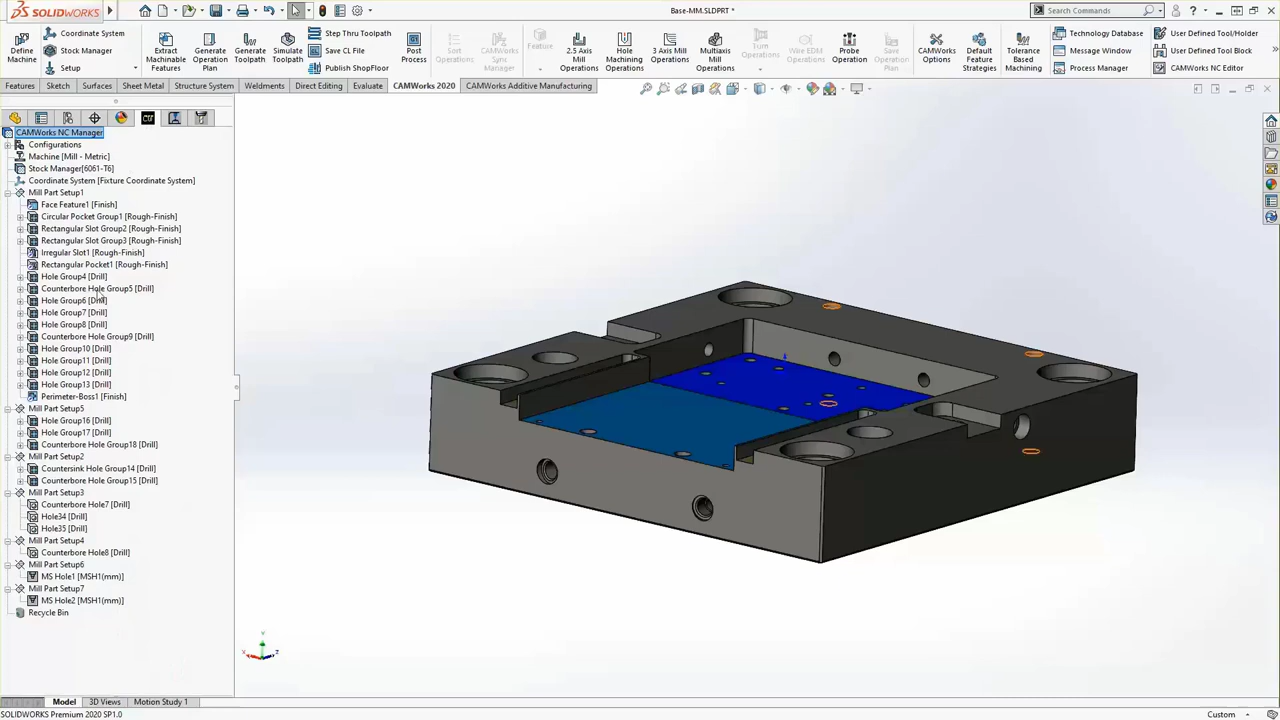 SOLIDWORKS
Base-MM.SLDPRT *
Search Commands
Define Machine
Coordinate System
Stock Manager
Setup
Extract Machinable Features
Generate Operation Plan
Generate Toolpath
Simulate Toolpath
Step Thru Toolpath
Save CL File
Publish ShopFloor
Post Process
Sort Operations
CAMWorks Sync Manager
Feature
2.5 Axis Mill Operations
Hole Machining Operations
3 Axis Mill Operations
Multiaxis Mill Operations
Turn Operations
Wire EDM Operations
Probe Operation
Save Operation Plan
CAMWorks Options
Default Feature Strategies
Tolerance Based Machining
Technology Database
Message Window
Process Manager
User Defined Tool/Holder
User Defined Tool Block
CAMWorks NC Editor
Features
Sketch
Surfaces
Sheet Metal
Structure System
Weldments
Direct Editing
Evaluate
CAMWorks 2020
CAMWorks Additive Manufacturing
CAMWorks NC Manager
Configurations
Machine [Mill - Metric]
Stock Manager[6061-T6]
Coordinate System [Fixture Coordinate System]
Mill Part Setup1
Face Feature1 [Finish]
Circular Pocket Group1 [Rough-Finish]
Rectangular Slot Group2 [Rough-Finish]
Rectangular Slot Group3 [Rough-Finish]
Irregular Slot1 [Rough-Finish]
Rectangular Pocket1 [Rough-Finish]
Hole Group4 [Drill]
Counterbore Hole Group5 [Drill]
Hole Group6 [Drill]
Hole Group7 [Drill]
Hole Group8 [Drill]
Counterbore Hole Group9 [Drill]
Hole Group10 [Drill]
Hole Group11 [Drill]
Hole Group12 [Drill]
Hole Group13 [Drill]
Perimeter-Boss1 [Finish]
Mill Part Setup5
Hole Group16 [Drill]
Hole Group17 [Drill]
Counterbore Hole Group18 [Drill]
Mill Part Setup2
Countersink Hole Group14 [Drill]
Counterbore Hole Group15 [Drill]
Mill Part Setup3
Counterbore Hole7 [Drill]
Hole34 [Drill]
Hole35 [Drill]
Mill Part Setup4
Counterbore Hole8 [Drill]
Mill Part Setup6
MS Hole1 [MSH1(mm)]
Mill Part Setup7
MS Hole2 [MSH1(mm)]
Recycle Bin
Y
X
Z
Model
3D Views
Motion Study 1
SOLIDWORKS Premium 2020 SP1.0
Custom